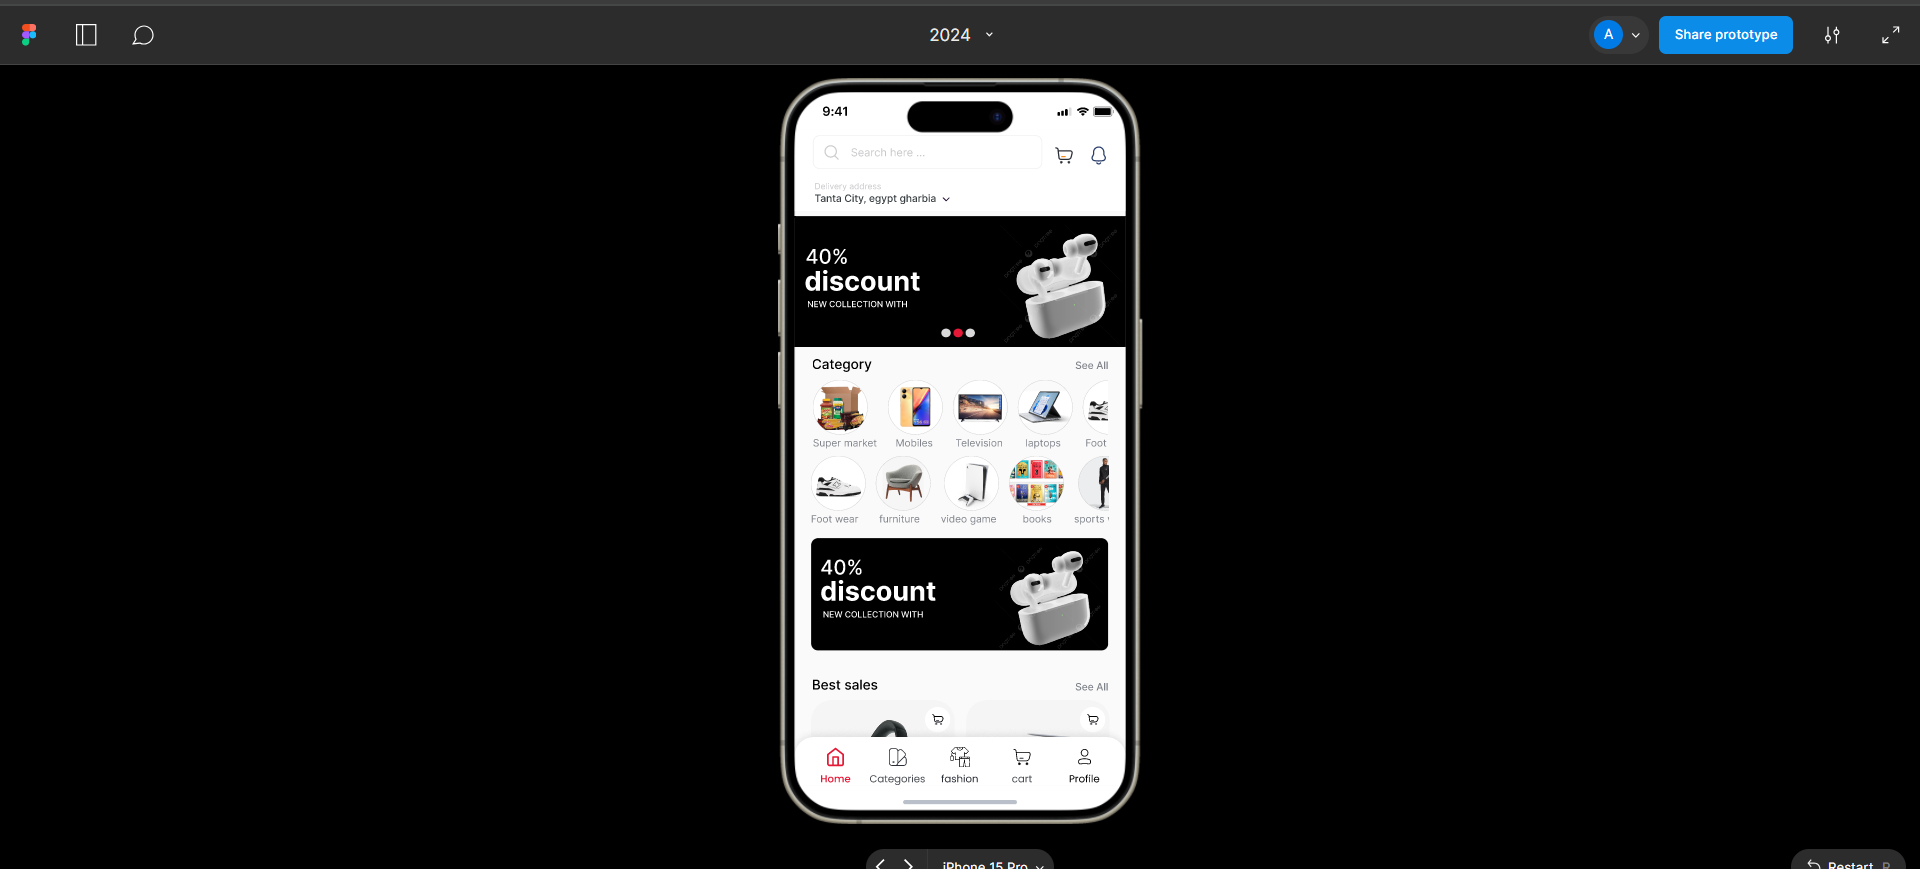 2024
A
Share prototype
9:41
Search here ...
Delivery address
Tanta City, egypt gharbia
40%
discount
NEW COLLECTION WITH
Category
See All
Super market
Mobiles
Television
laptops
Foot
Foot wear
furniture
video game
books
sports
40%
discount
NEW COLLECTION WITH
Best sales
See All
Home
Categories
fashion
cart
Profile
iPhone 15 Pro
Restart R